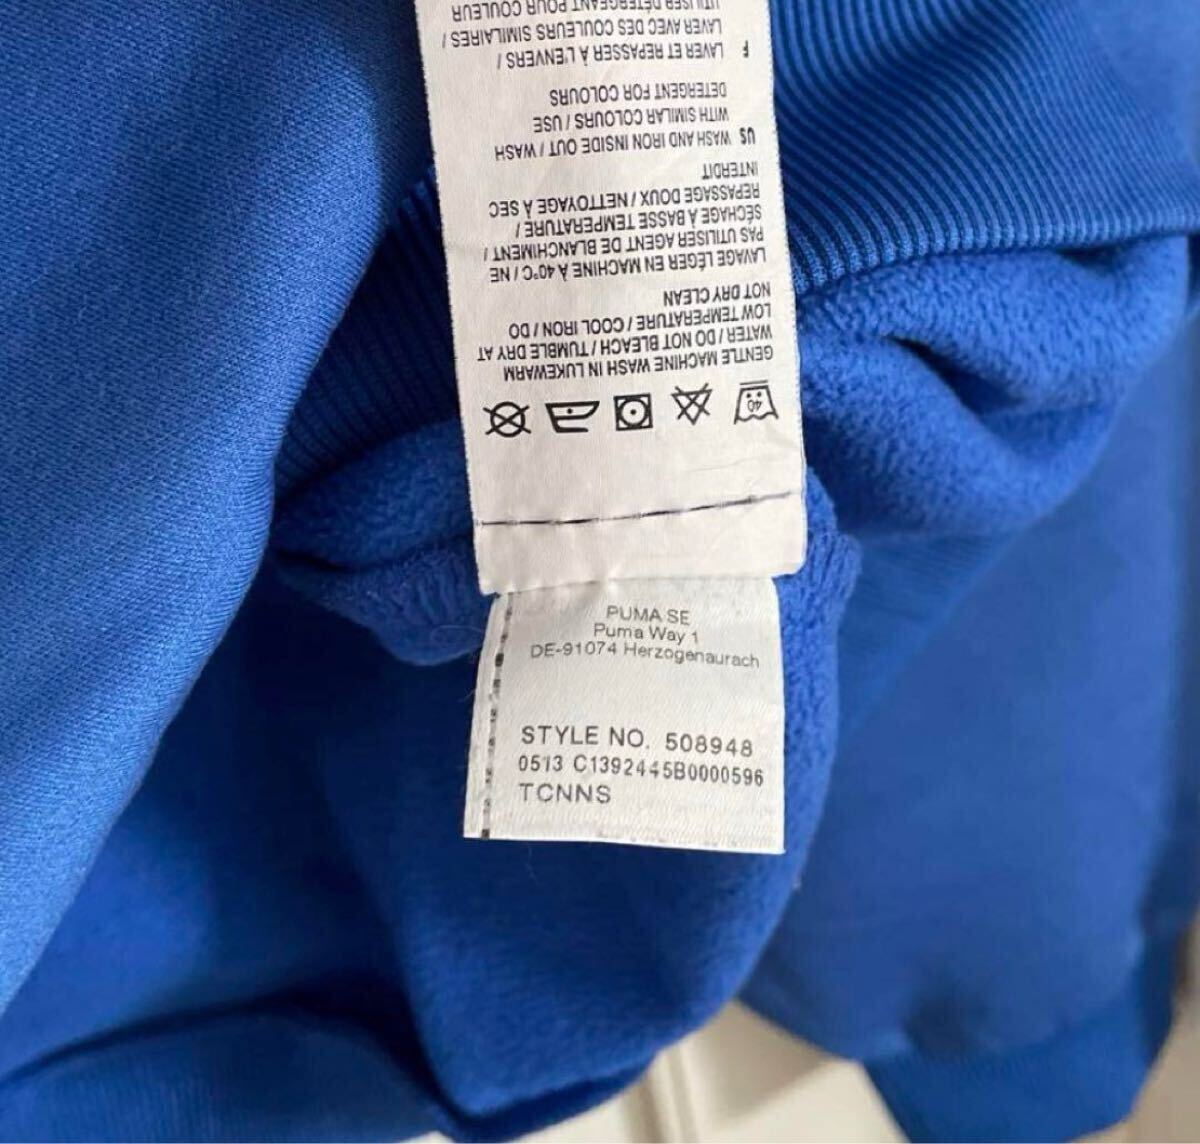 GENTLE MACHINE WASH IN LUKEWARM
WATER / DO NOT BLEACH / TUMBLE DRY AT
LOW TEMPERATURE / COOL IRON / DO
NOT DRY CLEAN
LAVAGE LÉGER EN MACHINE À 40°C / NE
PAS UTILISER AGENT DE BLANCHIMENT /
SÉCHAGE À BASSE TEMPERATURE /
REPASSAGE DOUX / NETTOYAGE À SEC
INTERDIT
US WASH AND IRON INSIDE OUT / WASH
WITH SIMILAR COLOURS / USE
DETERGENT FOR COLOURS
F LAVER ET REPASSER À L'ENVERS /
LAVER AVEC DES COULEURS SIMILAIRES /
UTILISER DÉTERGEANT POUR COULEUR
40
PUMA SE
Puma Way 1
DE-91074 Herzogenaurach
STYLE NO. 508948
0513 C1392445B0000596
TCNNS